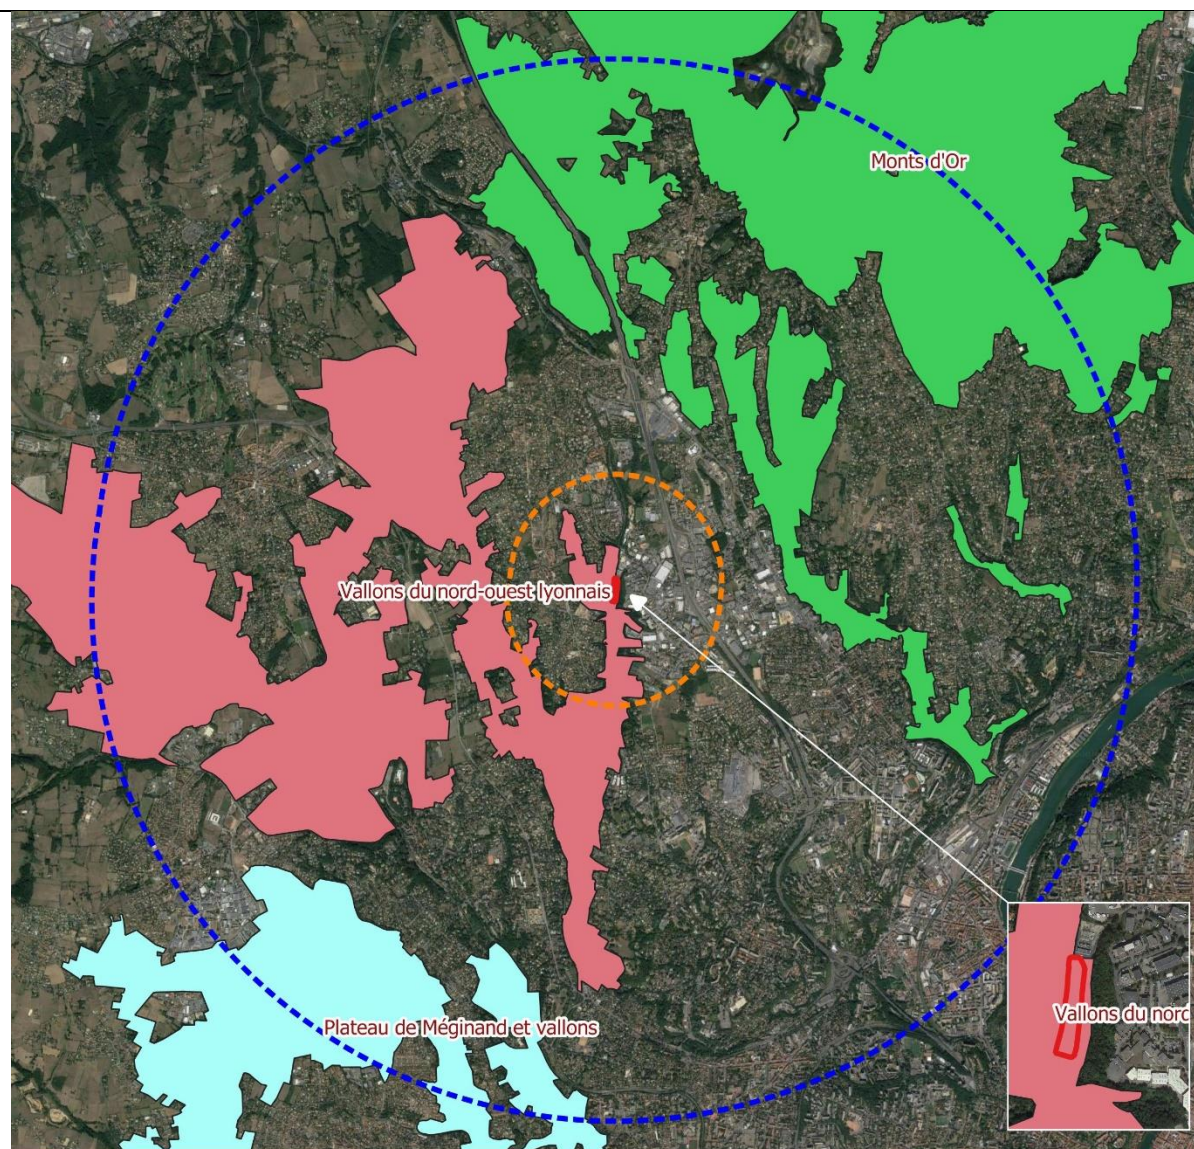 Monts d'Or
Vallons du nord-ouest lyonnais
Vallons du nord
Plateau de Méginand et vallons